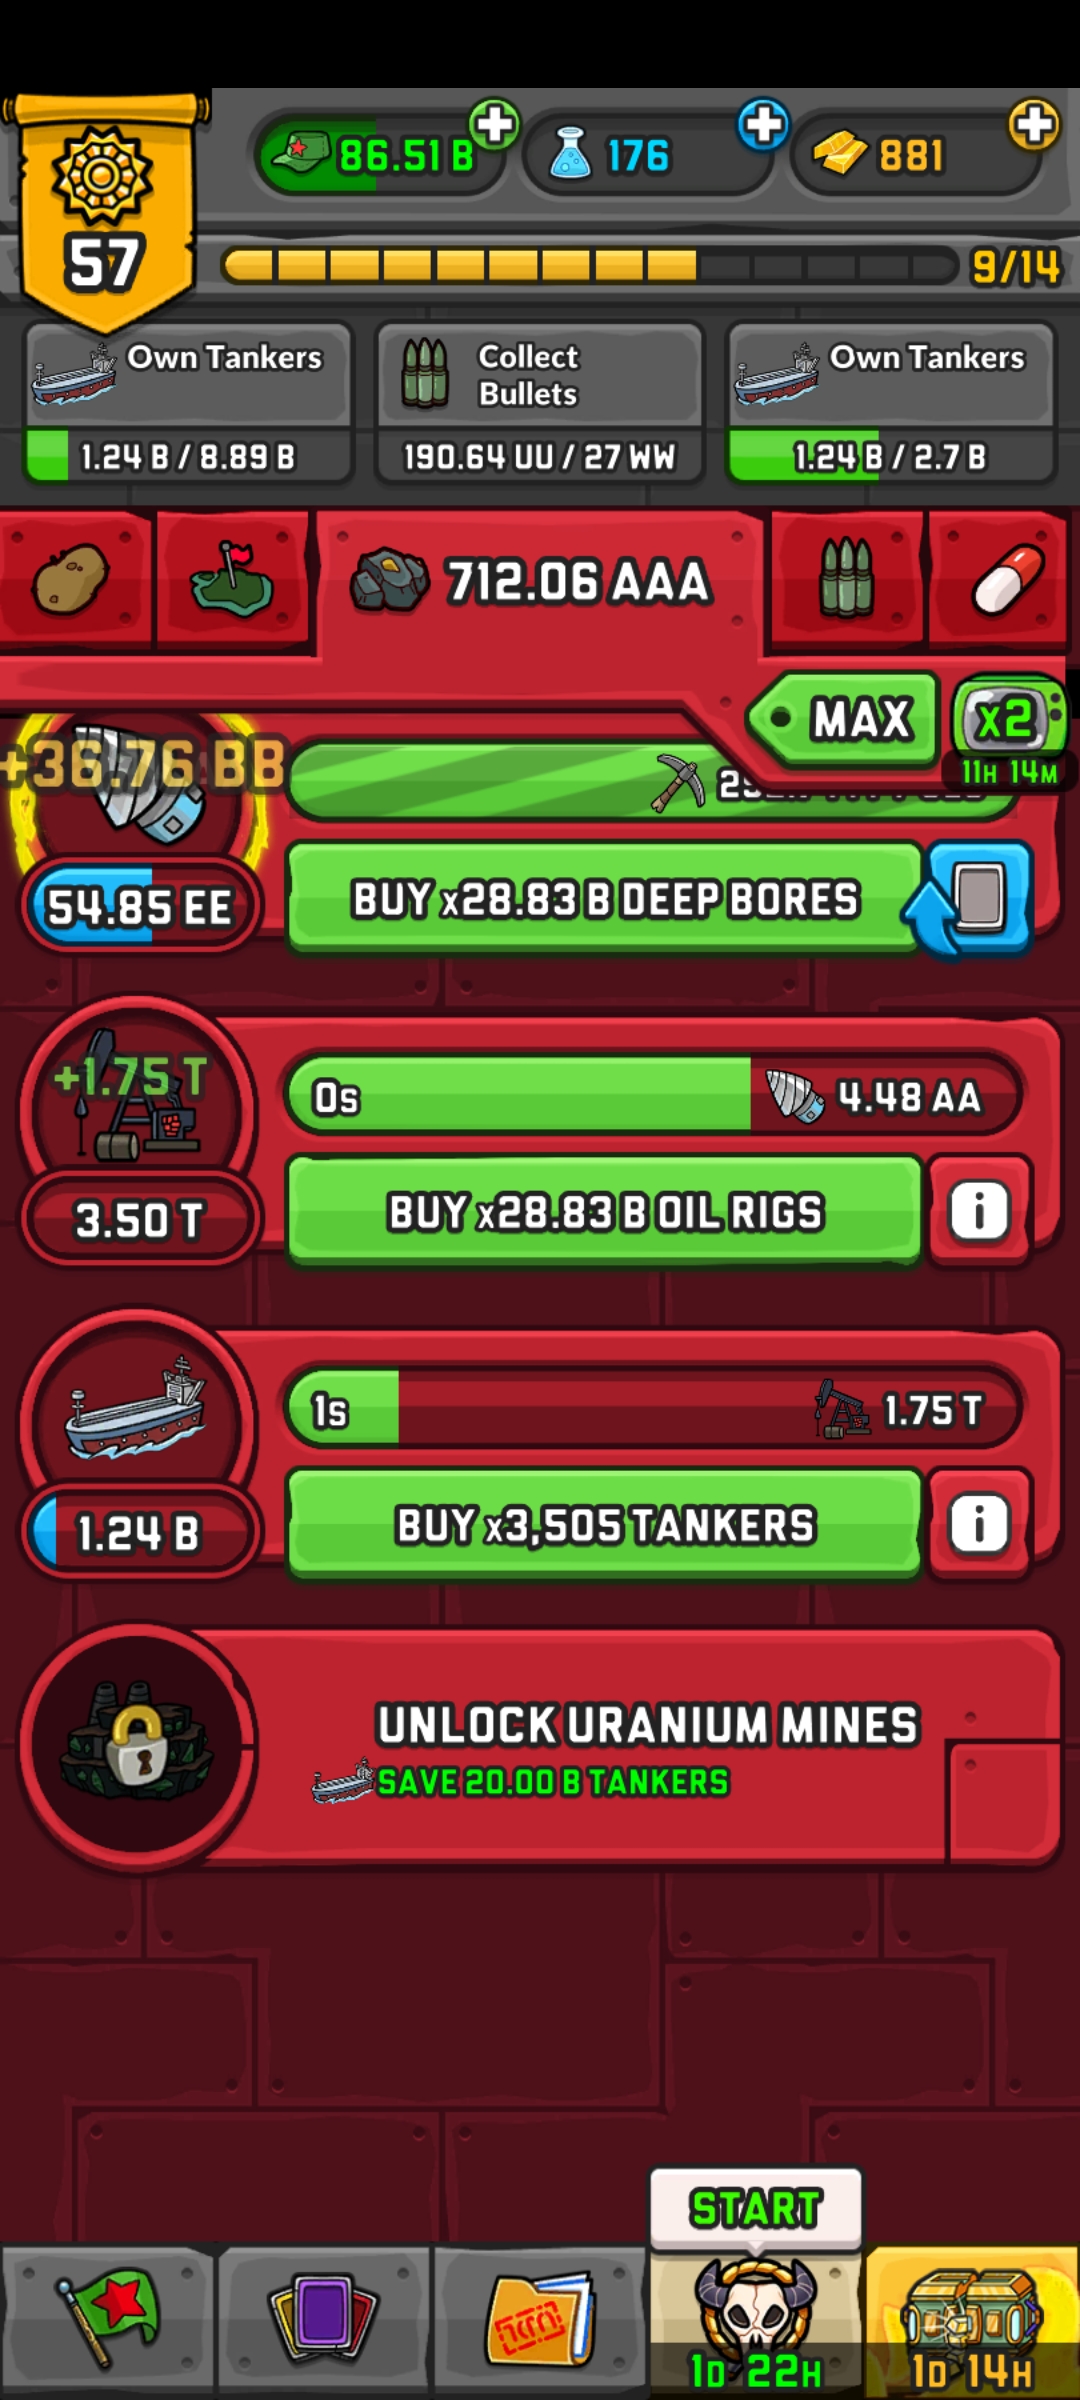 86.51 B
176
881
57
9/14
Own Tankers
1.24 B / 8.89 B
Collect
Bullets
190.64 UU / 27 WW
Own Tankers
1.24 B / 2.7 B
712.06 AAA
MAX
x2
11H 14M
+36.76 BB
54.85 EE
BUY x28.83 B DEEP BORES
+1.75 T
0s
4.48 AA
3.50 T
BUY x28.83 B OIL RIGS
i
1s
1.75 T
1.24 B
BUY x3,505 TANKERS
i
UNLOCK URANIUM MINES
SAVE 20.00 B TANKERS
START
1D 22H
1D 14H